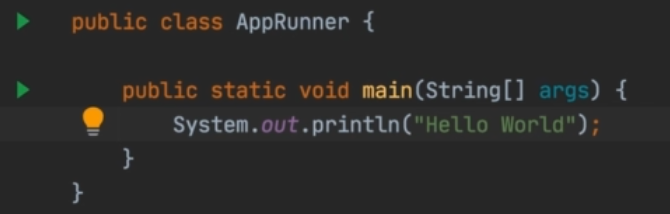 public class AppRunner {
public static void main(String[] args) {
System.out.println("Hello World");
}
}